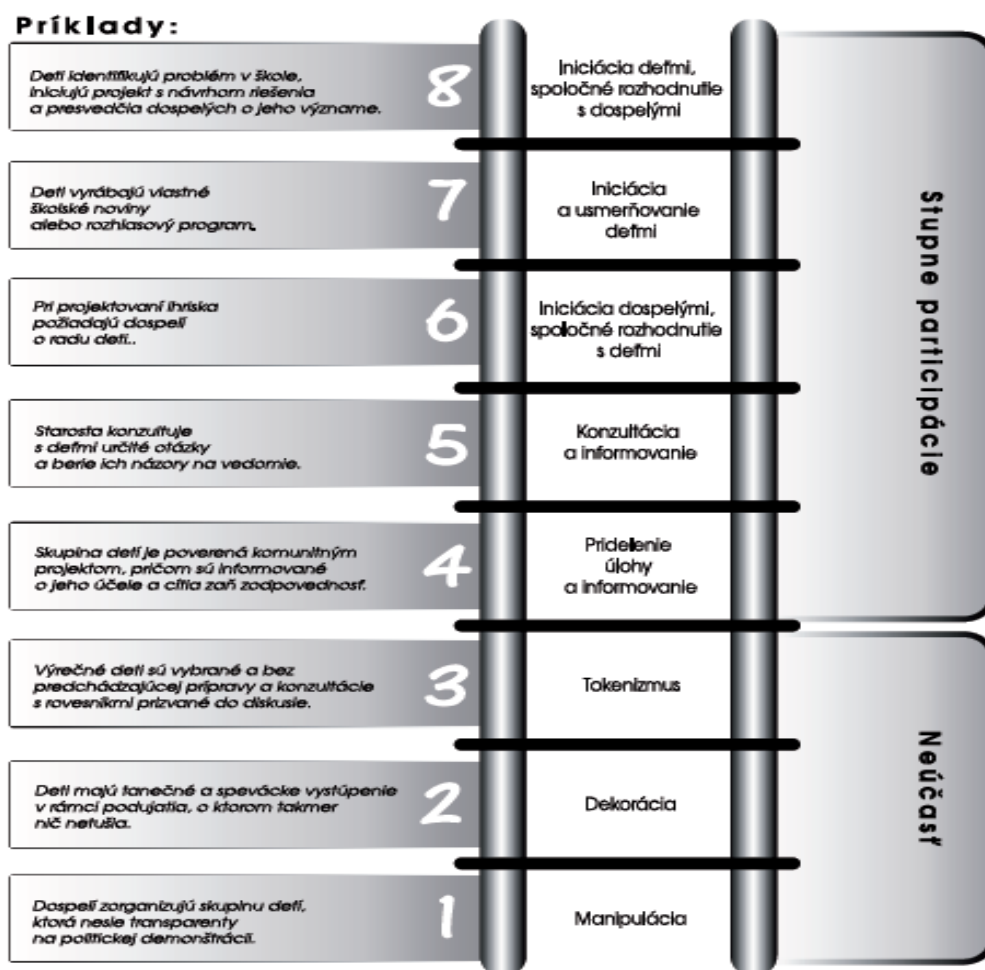 Príklady:
Deti identifikujú problém v škole,
iniciujú projekt s návrhom riešenia
a presvedčia dospelých o jeho význame.
8
Iniciácia deťmi,
spoločné rozhodnutie
s dospelými
Deti vyrábajú vlastné
školské noviny
alebo rozhlasový program.
7
Iniciácia
a usmerňovanie
deťmi
Pri projektovaní ihriska
požiadajú dospelí
o radu deti..
6
Iniciácia dospelými,
spoločné rozhodnutie
s deťmi
Starosta konzultuje
s deťmi určité otázky
a berie ich názory na vedomie.
5
Konzultácia
a informovanie
Skupina detí je poverená komunitným
projektom, pričom sú informované
o jeho účele a cítia zaň zodpovednosť.
4
Pridelenie
úlohy
a informovanie
Stupne participácie
Výrečné deti sú vybrané a bez
predchádzajúcej prípravy a konzultácie
s rovesníkmi prizvané do diskusie.
3
Tokenizmus
Deti majú tanečné a spevácke vystúpenie
v rámci podujatia, o ktorom takmer
nič netušia.
2
Dekorácia
Dospelí zorganizujú skupinu detí,
ktorá nesie transparenty
na politickej demonštrácii.
1
Manipulácia
Neúčasť